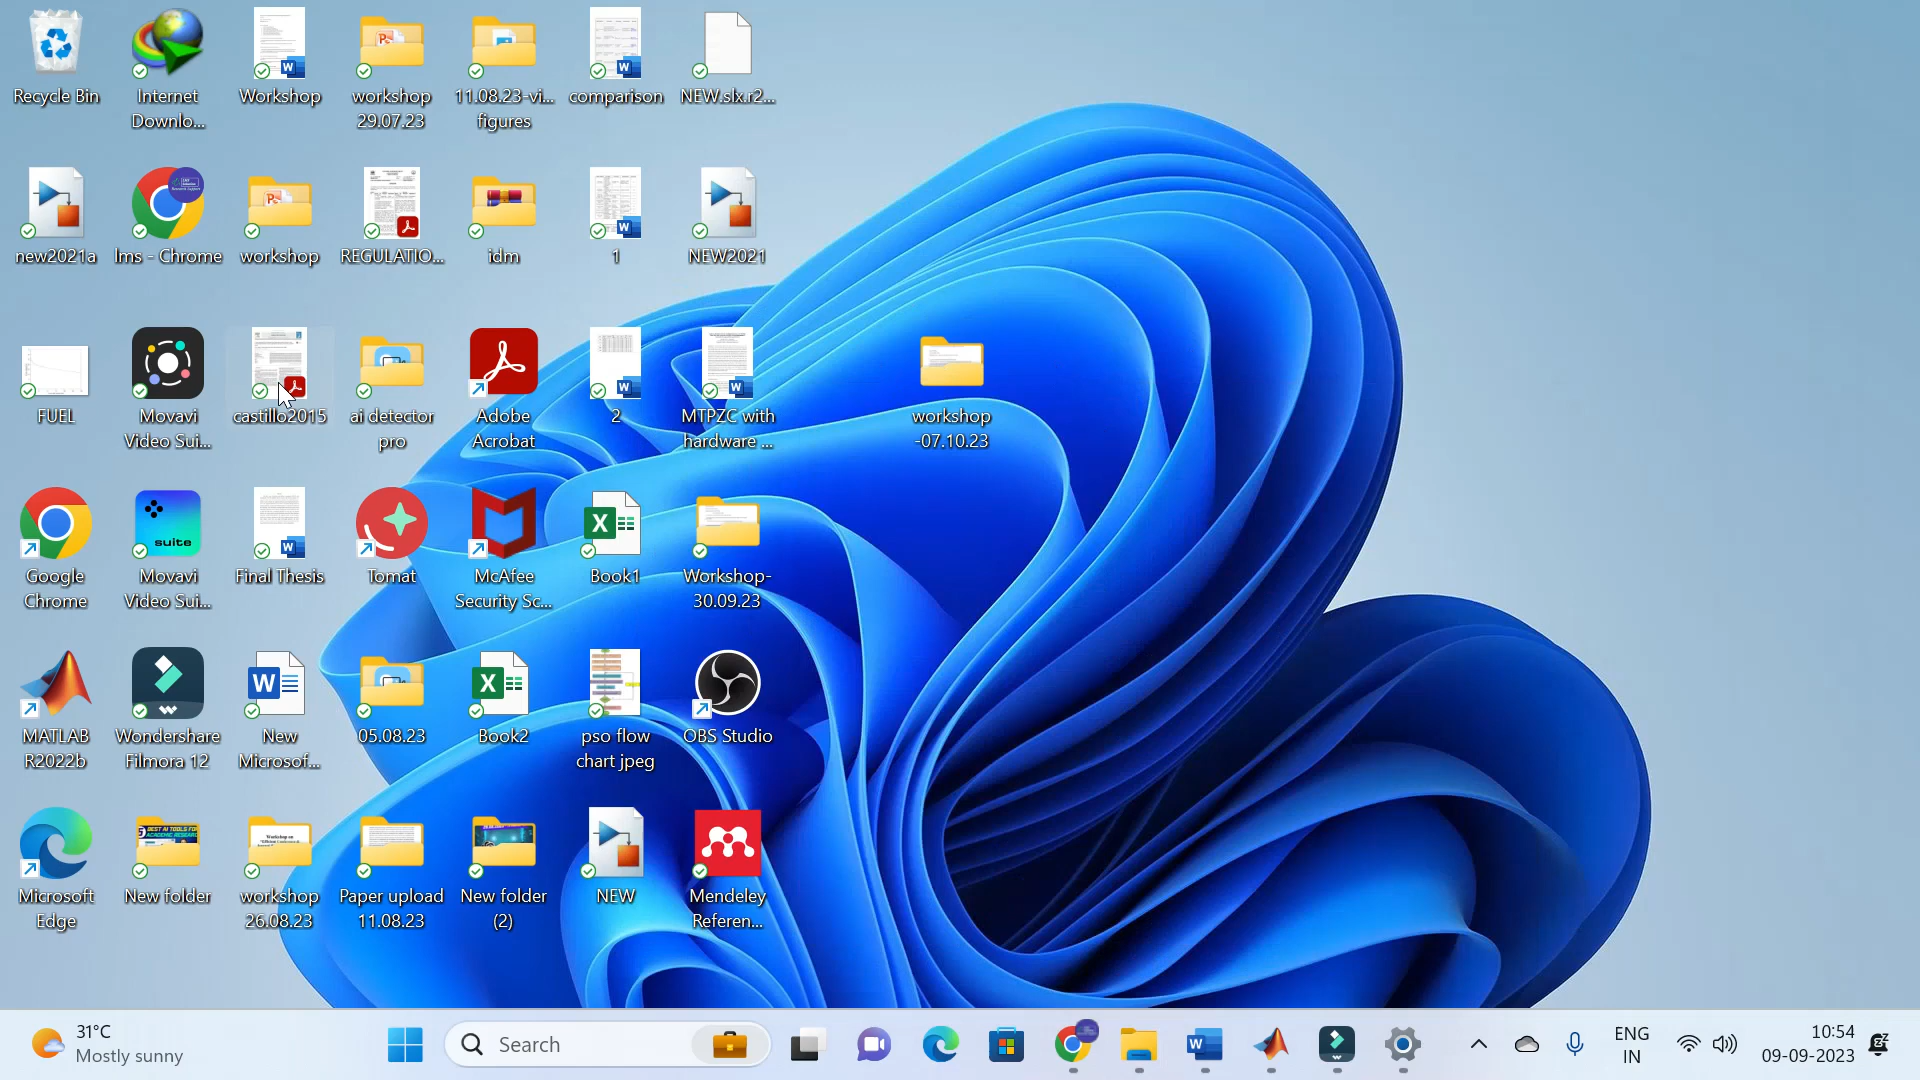 Recycle Bin
Internet
Downlo...
Workshop
workshop
29.07.23
11.08.23-vi...
figures
comparison
NEW.slx.r2...
new2021a
lms - Chrome
workshop
REGULATIO...
idm
1
NEW2021
FUEL
Movavi
Video Sui...
castillo2015
ai detector
pro
Adobe
Acrobat
2
MTPZC with
hardware ...
workshop
-07.10.23
suite
Google
Chrome
Movavi
Video Sui...
Final Thesis
Tomat
McAfee
Security Sc...
Book1
Workshop-
30.09.23
MATLAB
R2022b
Wondershare
Filmora 12
New
Microsof...
05.08.23
Book2
pso flow
chart jpeg
OBS Studio
Microsoft
Edge
New folder
workshop
26.08.23
Paper upload
11.08.23
New folder
(2)
NEW
Mendeley
Referen...
31°C
Mostly sunny
Search
ENG
IN
10:54
09-09-2023